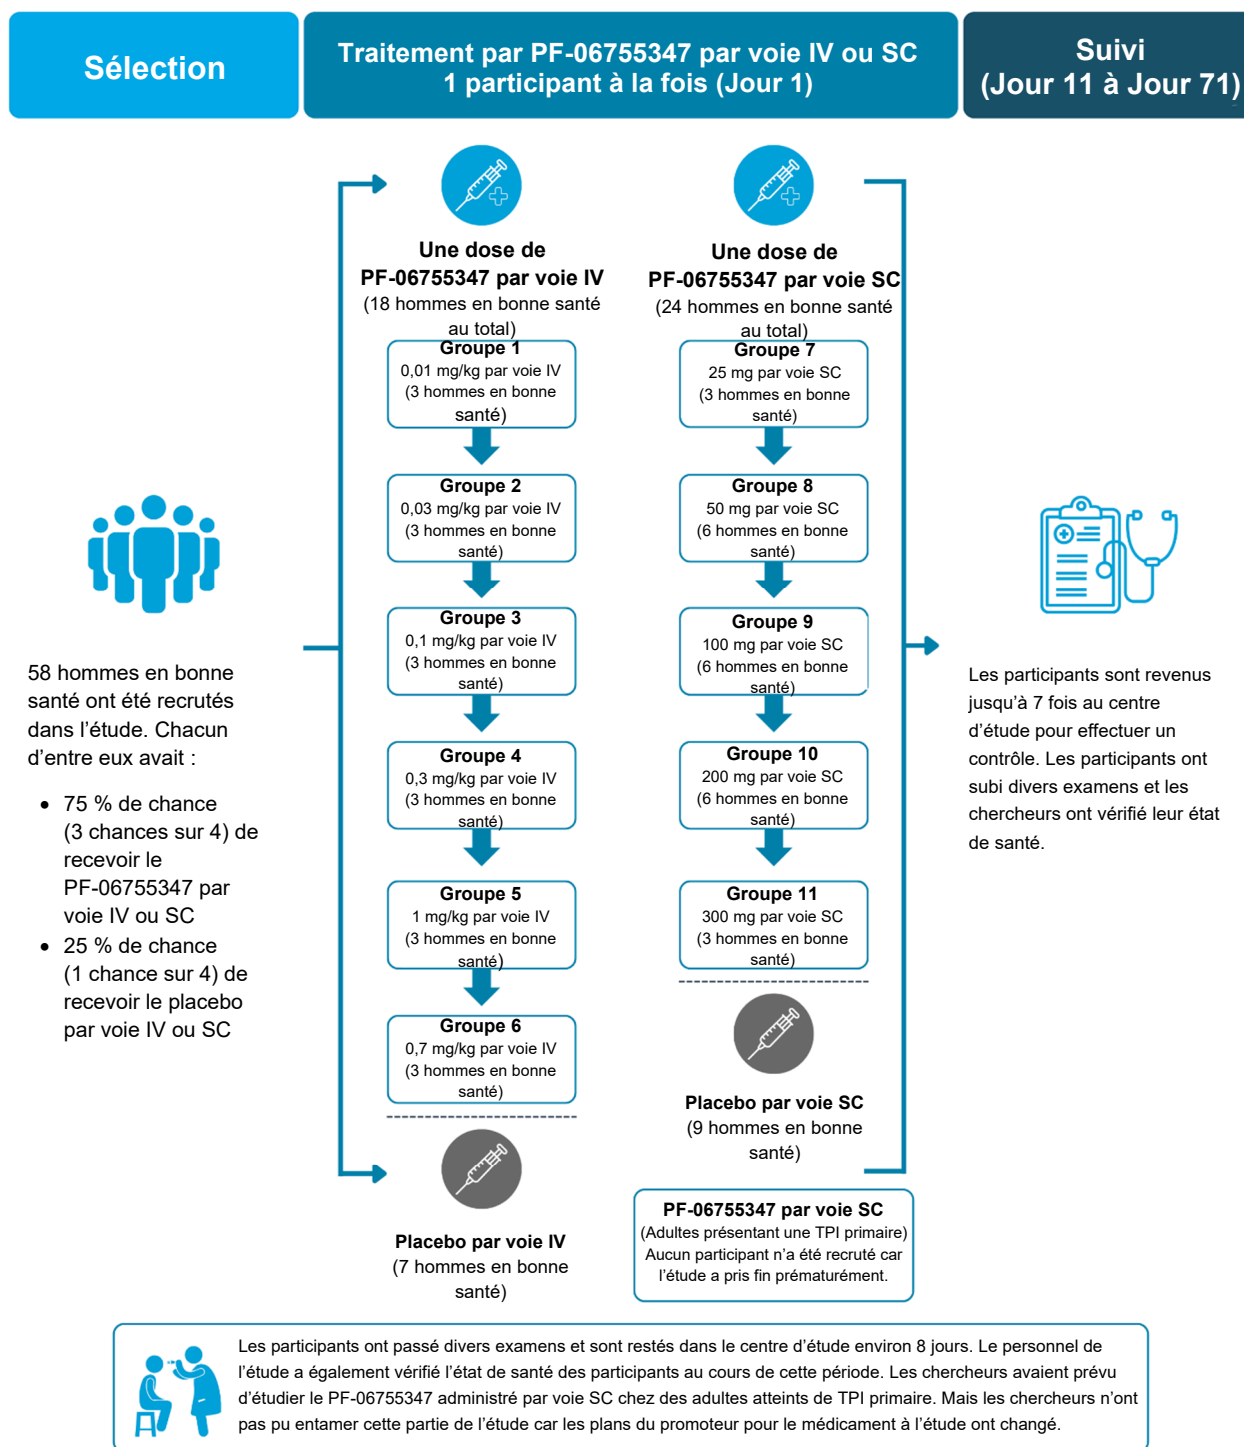 Sélection
Traitement par PF-06755347 par voie IV ou SC
1 participant à la fois (Jour 1)
Suivi
(Jour 11 à Jour 71)
58 hommes en bonne
santé ont été recrutés
dans l’étude. Chacun
d’entre eux avait :
• 75 % de chance
(3 chances sur 4) de
recevoir le
PF-06755347 par
voie IV ou SC
• 25 % de chance
(1 chance sur 4) de
recevoir le placebo
par voie IV ou SC
Une dose de
PF-06755347 par voie IV
(18 hommes en bonne santé
au total)
Groupe 1
0,01 mg/kg par voie IV
(3 hommes en bonne
santé)
Groupe 2
0,03 mg/kg par voie IV
(3 hommes en bonne
santé)
Groupe 3
0,1 mg/kg par voie IV
(3 hommes en bonne
santé)
Groupe 4
0,3 mg/kg par voie IV
(3 hommes en bonne
santé)
Groupe 5
1 mg/kg par voie IV
(3 hommes en bonne
santé)
Groupe 6
0,7 mg/kg par voie IV
(3 hommes en bonne
santé)
Placebo par voie IV
(7 hommes en bonne
santé)
Une dose de
PF-06755347 par voie SC
(24 hommes en bonne santé
au total)
Groupe 7
25 mg par voie SC
(3 hommes en bonne
santé)
Groupe 8
50 mg par voie SC
(6 hommes en bonne
santé)
Groupe 9
100 mg par voie SC
(6 hommes en bonne
santé)
Groupe 10
200 mg par voie SC
(6 hommes en bonne
santé)
Groupe 11
300 mg par voie SC
(3 hommes en bonne
santé)
Placebo par voie SC
(9 hommes en bonne
santé)
PF-06755347 par voie SC
(Adultes présentant une TPI primaire)
Aucun participant n’a été recruté car
l’étude a pris fin prématurément.
Les participants sont revenus
jusqu’à 7 fois au centre
d’étude pour effectuer un
contrôle. Les participants ont
subi divers examens et les
chercheurs ont vérifié leur état
de santé.
Les participants ont passé divers examens et sont restés dans le centre d’étude environ 8 jours. Le personnel de
l’étude a également vérifié l’état de santé des participants au cours de cette période. Les chercheurs avaient prévu
d’étudier le PF-06755347 administré par voie SC chez des adultes atteints de TPI primaire. Mais les chercheurs n’ont
pas pu entamer cette partie de l’étude car les plans du promoteur pour le médicament à l’étude ont changé.